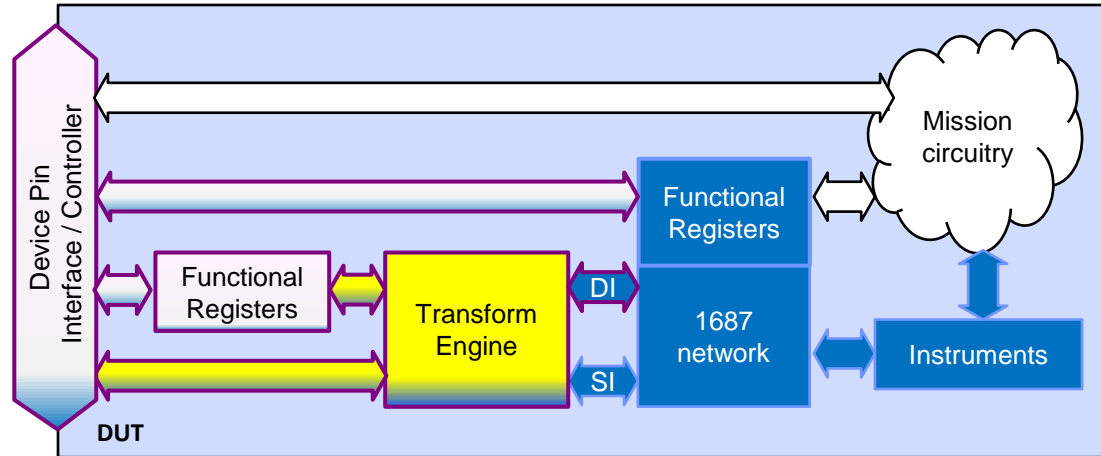 Device Pin
Interface / Controller
Mission
circuitry
Functional
Registers
Functional
Registers
Transform
Engine
DI
SI
1687
network
Instruments
DUT